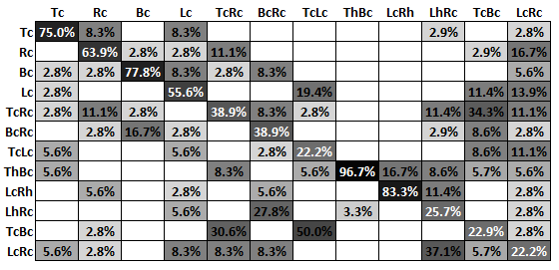 Tc Rc Bc Lc TcRc BcRc TcLc ThBc LcRh LhRc TcBc LcRc
Tc 75.0% 8.3% 8.3% 2.9% 2.8%
Rc 63.9% 2.8% 2.8% 11.1% 2.9% 16.7%
Bc 2.8% 2.8% 77.8% 8.3% 2.8% 8.3% 5.6%
Lc 2.8% 55.6% 19.4% 11.4% 13.9%
TcRc 2.8% 11.1% 2.8% 38.9% 8.3% 2.8% 11.4% 34.3% 11.1%
BcRc 2.8% 16.7% 2.8% 38.9% 2.9% 8.6% 2.8%
TcLc 5.6% 5.6% 2.8% 22.2% 8.6% 11.1%
ThBc 5.6% 8.3% 5.6% 96.7% 16.7% 8.6% 5.7% 5.6%
LcRh 5.6% 2.8% 5.6% 83.3% 11.4% 2.8%
LhRc 5.6% 27.8% 3.3% 25.7% 2.8%
TcBc 2.8% 30.6% 50.0% 22.9% 2.8%
LcRc 5.6% 2.8% 8.3% 8.3% 8.3% 37.1% 5.7% 22.2%